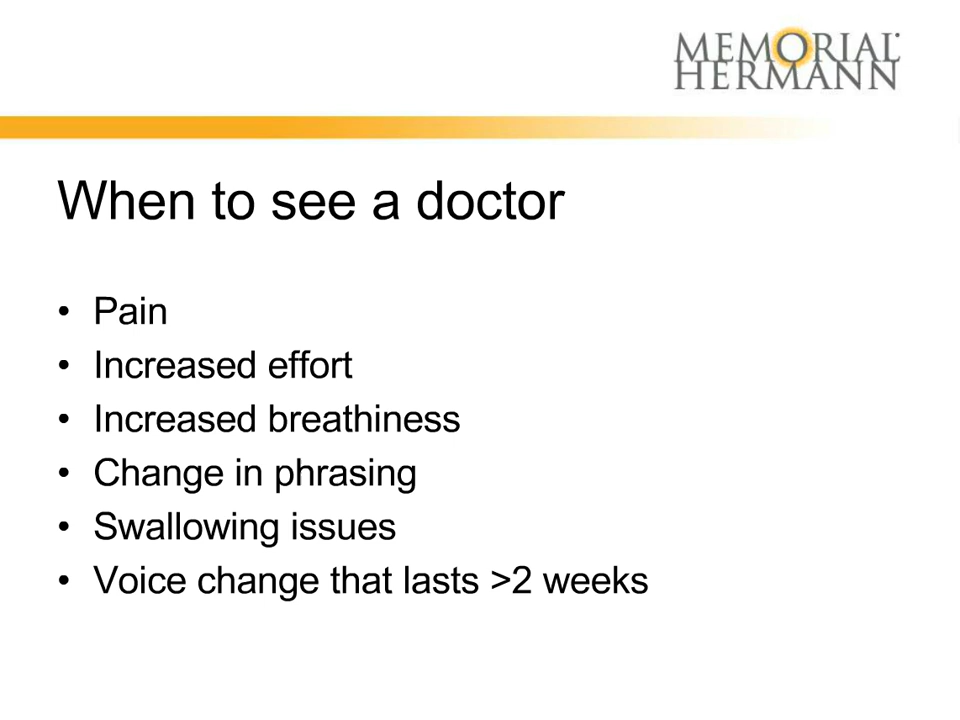 MEMORIAL
HERMANN
When to see a doctor
• Pain
• Increased effort
• Increased breathiness
• Change in phrasing
• Swallowing issues
• Voice change that lasts >2 weeks